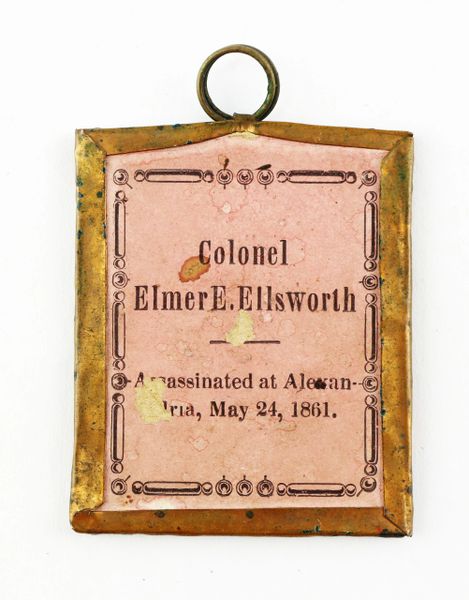 Colonel
Elmer E. Ellsworth
Assassinated at Alexan-
dria, May 24, 1861.